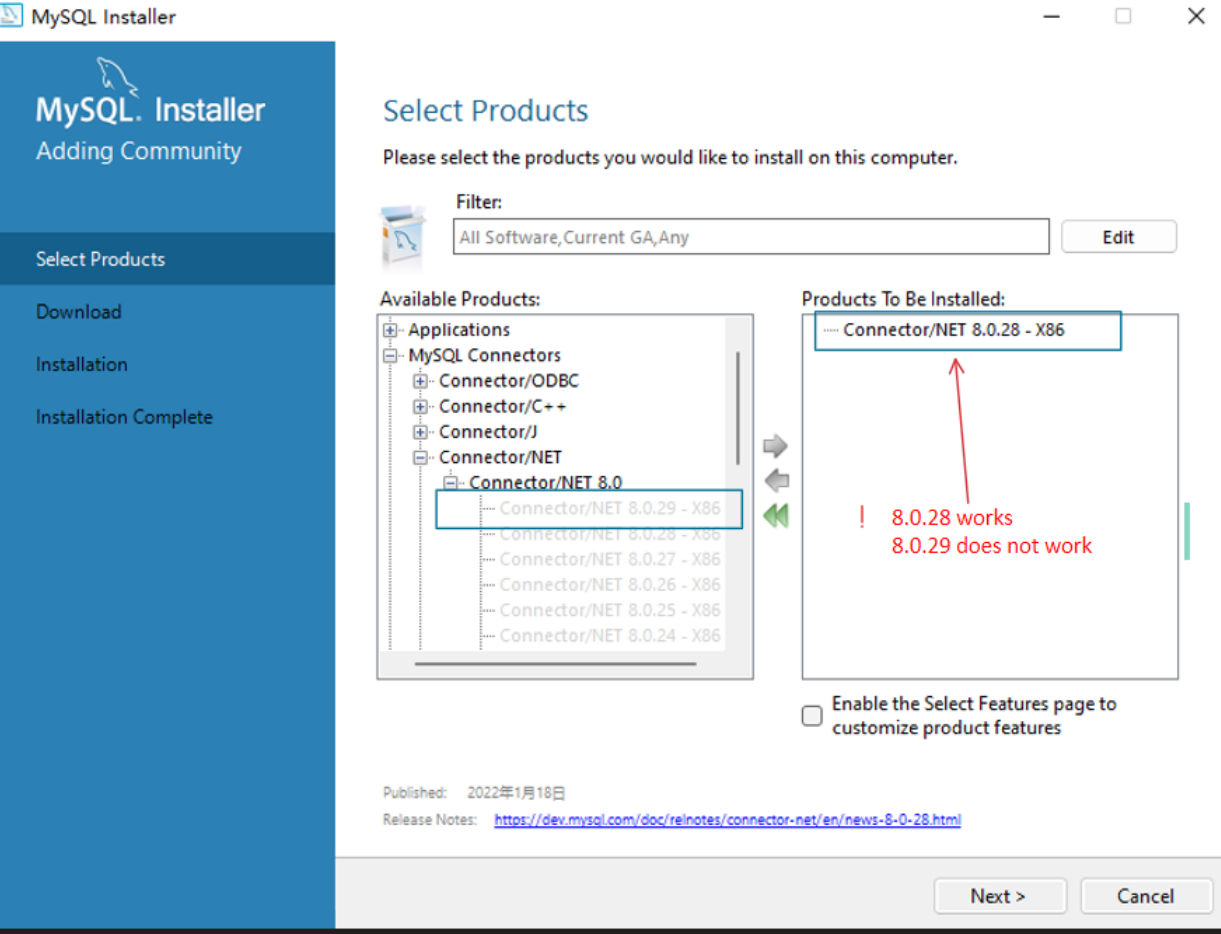 MySQL Installer
MySQL. Installer
Adding Community
Select Products
Download
Installation
Installation Complete
Select Products
Please select the products you would like to install on this computer.
Filter:
All Software,Current GA,Any
Edit
Available Products:
Applications
MySQL Connectors
Connector/ODBC
Connector/C++
Connector/J
Connector/NET
Connector/NET 8.0
Connector/NET 8.0.29 - X86
Connector/NET 8.0.28 - X86
Connector/NET 8.0.27 - X86
Connector/NET 8.0.26 - X86
Connector/NET 8.0.25 - X86
Connector/NET 8.0.24 - X86
Products To Be Installed:
Connector/NET 8.0.28 - X86
! 8.0.28 works
8.0.29 does not work
Enable the Select Features page to
customize product features
Published: 2022年1月18日
Release Notes: https://dev.mysql.com/doc/relnotes/connector-net/en/news-8-0-28.html
Next >
Cancel